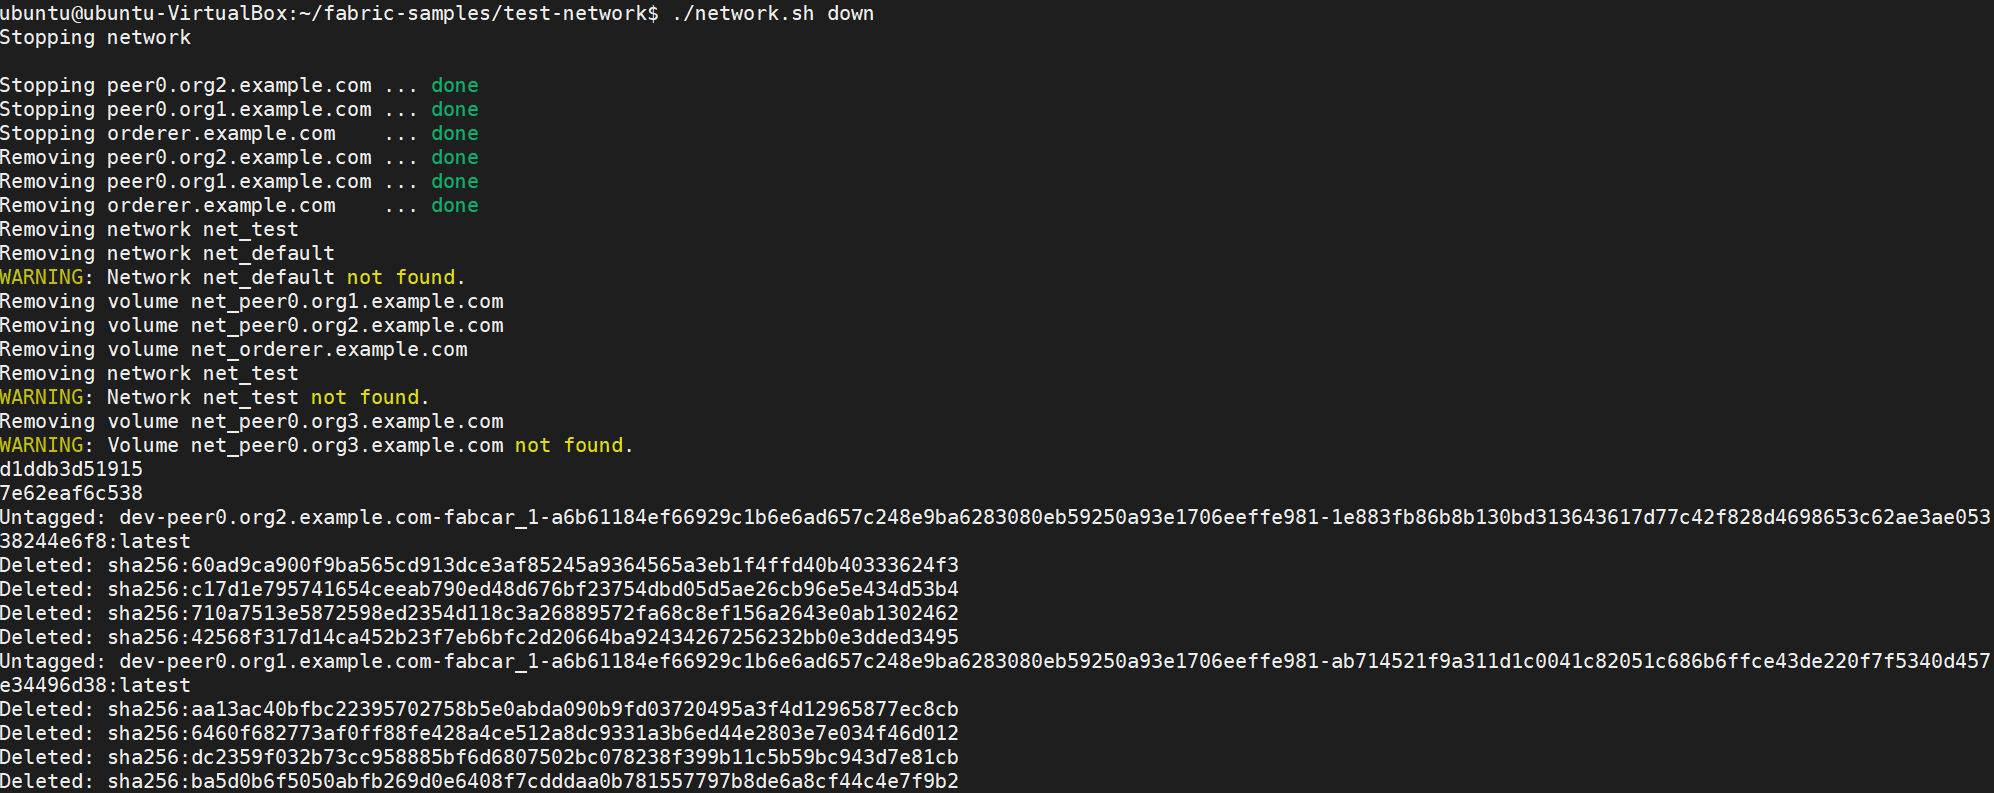 ubuntu@ubuntu-VirtualBox:~/fabric-samples/test-network$ ./network.sh down
Stopping network
Stopping peer0.org2.example.com ... done
Stopping peer0.org1.example.com ... done
Stopping orderer.example.com    ... done
Removing peer0.org2.example.com ... done
Removing peer0.org1.example.com ... done
Removing orderer.example.com    ... done
Removing network net_test
Removing network net_default
WARNING: Network net_default not found.
Removing volume net_peer0.org1.example.com
Removing volume net_peer0.org2.example.com
Removing volume net_orderer.example.com
Removing network net_test
WARNING: Network net_test not found.
Removing volume net_peer0.org3.example.com
WARNING: Volume net_peer0.org3.example.com not found.
d1ddb3d51915
7e62eaf6c538
Untagged: dev-peer0.org2.example.com-fabcar_1-a6b61184ef66929c1b6e6ad657c248e9ba6283080eb59250a93e1706eeffe981-1e883fb86b8b130bd313643617d77c42f828d4698653c62ae3ae053
38244e6f8:latest
Deleted: sha256:60ad9ca900f9ba565cd913dce3af85245a9364565a3eb1f4ffd40b40333624f3
Deleted: sha256:c17d1e795741654ceeab790ed48d676bf23754dbd05d5ae26cb96e5e434d53b4
Deleted: sha256:710a7513e5872598ed2354d118c3a26889572fa68c8ef156a2643e0ab1302462
Deleted: sha256:42568f317d14ca452b23f7eb6bfc2d20664ba92434267256232bb0e3dded3495
Untagged: dev-peer0.org1.example.com-fabcar_1-a6b61184ef66929c1b6e6ad657c248e9ba6283080eb59250a93e1706eeffe981-ab714521f9a311d1c0041c82051c686b6ffce43de220f7f5340d457
e34496d38:latest
Deleted: sha256:aa13ac40bfbc22395702758b5e0abda090b9fd03720495a3f4d12965877ec8cb
Deleted: sha256:6460f682773af0ff88fe428a4ce512a8dc9331a3b6ed44e2803e7e034f46d012
Deleted: sha256:dc2359f032b73cc958885bf6d6807502bc078238f399b11c5b59bc943d7e81cb
Deleted: sha256:ba5d0b6f5050abfb269d0e6408f7cdddaa0b781557797b8de6a8cf44c4e7f9b2